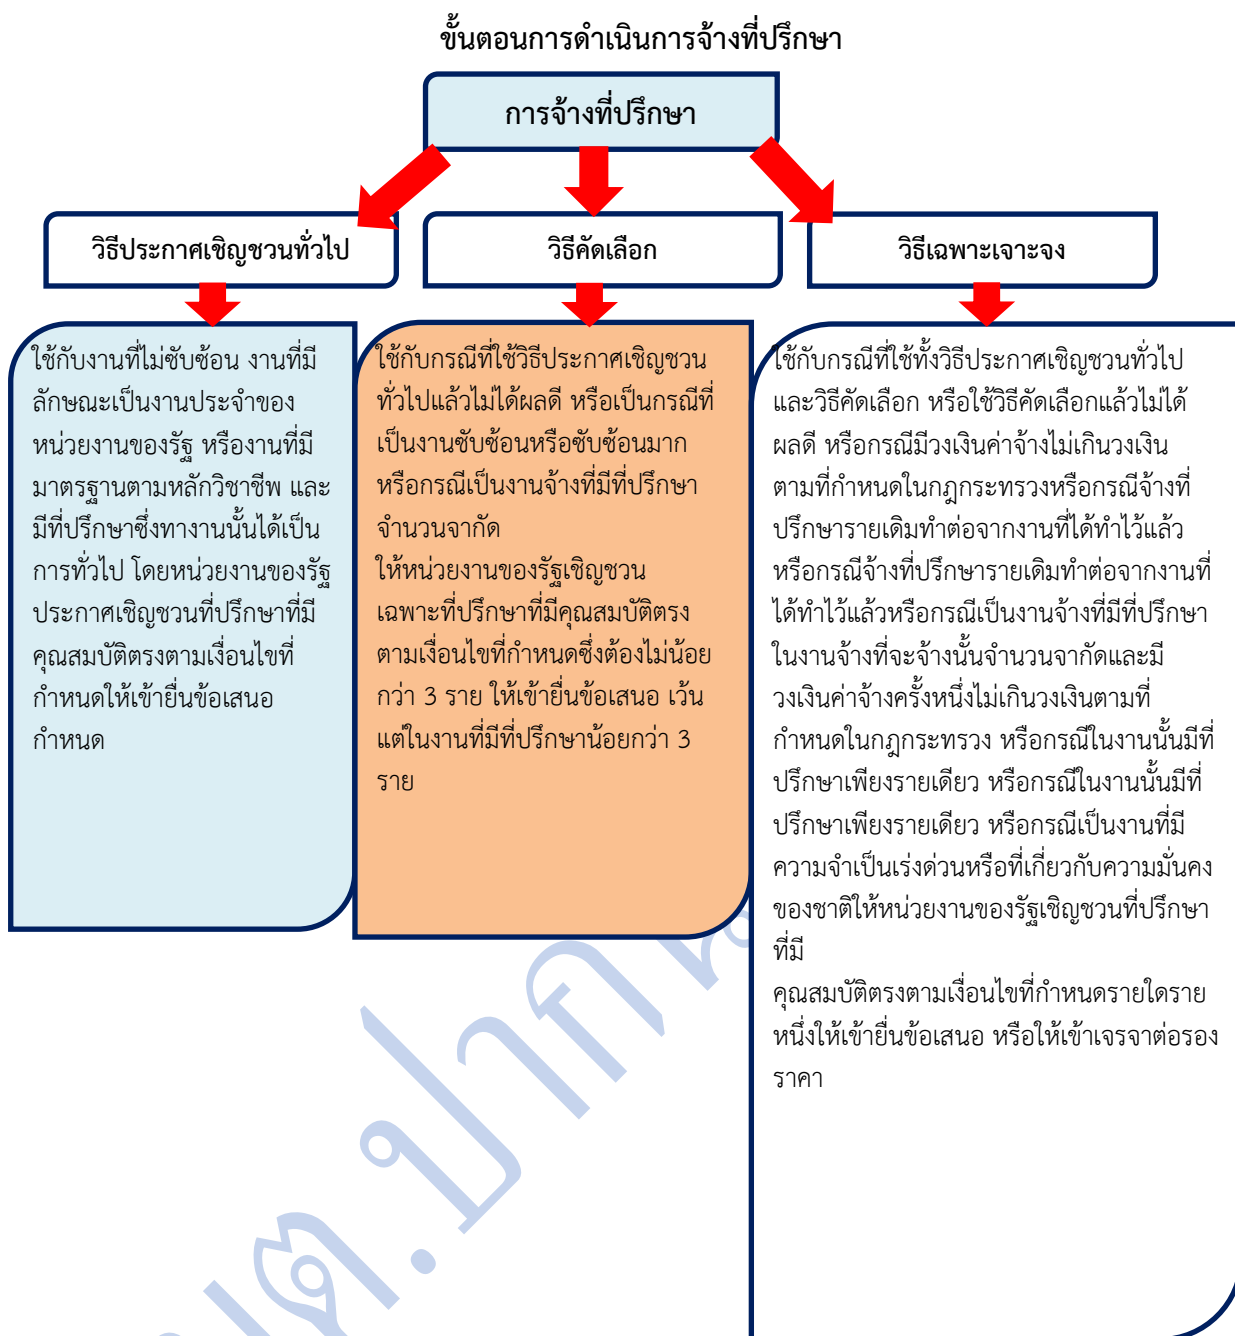 ขั้นตอนการดำเนินการจ้างที่ปรึกษา
การจ้างที่ปรึกษา
วิธีประกาศเชิญชวนทั่วไป
วิธีคัดเลือก
วิธีเฉพาะเจาะจง
ใช้กับงานที่ไม่ซับซ้อน งานที่มี
ลักษณะเป็นงานประจำของ
หน่วยงานของรัฐ หรืองานที่มี
มาตรฐานตามหลักวิชาชีพ และ
มีที่ปรึกษาซึ่งทางานนั้นได้เป็น
การทั่วไป โดยหน่วยงานของรัฐ
ประกาศเชิญชวนที่ปรึกษาที่มี
คุณสมบัติตรงตามเงื่อนไขที่
กำหนดให้เข้ายื่นข้อเสนอ
กำหนด
ใช้กับกรณีที่ใช้วิธีประกาศเชิญชวน
ทั่วไปแล้วไม่ได้ผลดี หรือเป็นกรณีที่
เป็นงานซับซ้อนหรือซับซ้อนมาก
หรือกรณีเป็นงานจ้างที่มีที่ปรึกษา
จำนวนจากัด
ให้หน่วยงานของรัฐเชิญชวน
เฉพาะที่ปรึกษาที่มีคุณสมบัติตรง
ตามเงื่อนไขที่กำหนดซึ่งต้องไม่น้อย
กว่า 3 ราย ให้เข้ายื่นข้อเสนอ เว้น
แต่ในงานที่มีที่ปรึกษาน้อยกว่า 3
ราย
ใช้กับกรณีที่ใช้ทั้งวิธีประกาศเชิญชวนทั่วไป
และวิธีคัดเลือก หรือใช้วิธีคัดเลือกแล้วไม่ได้
ผลดี หรือกรณีมีวงเงินค่าจ้างไม่เกินวงเงิน
ตามที่กำหนดในกฎกระทรวงหรือกรณีจ้างที่
ปรึกษารายเดิมทำต่อจากงานที่ได้ทำไว้แล้ว
หรือกรณีจ้างที่ปรึกษารายเดิมทำต่อจากงานที่
ได้ทำไว้แล้วหรือกรณีเป็นงานจ้างที่มีที่ปรึกษา
ในงานจ้างที่จะจ้างนั้นจำนวนจากัดและมี
วงเงินค่าจ้างครั้งหนึ่งไม่เกินวงเงินตามที่
กำหนดในกฎกระทรวง หรือกรณีในงานนั้นมีที่
ปรึกษาเพียงรายเดียว หรือกรณีในงานนั้นมีที่
ปรึกษาเพียงรายเดียว หรือกรณีเป็นงานที่มี
ความจำเป็นเร่งด่วนหรือที่เกี่ยวกับความมั่นคง
ของชาติให้หน่วยงานของรัฐเชิญชวนที่ปรึกษา
ที่มี
คุณสมบัติตรงตามเงื่อนไขที่กำหนดรายใดราย
หนึ่งให้เข้ายื่นข้อเสนอ หรือให้เข้าเจรจาต่อรอง
ราคา